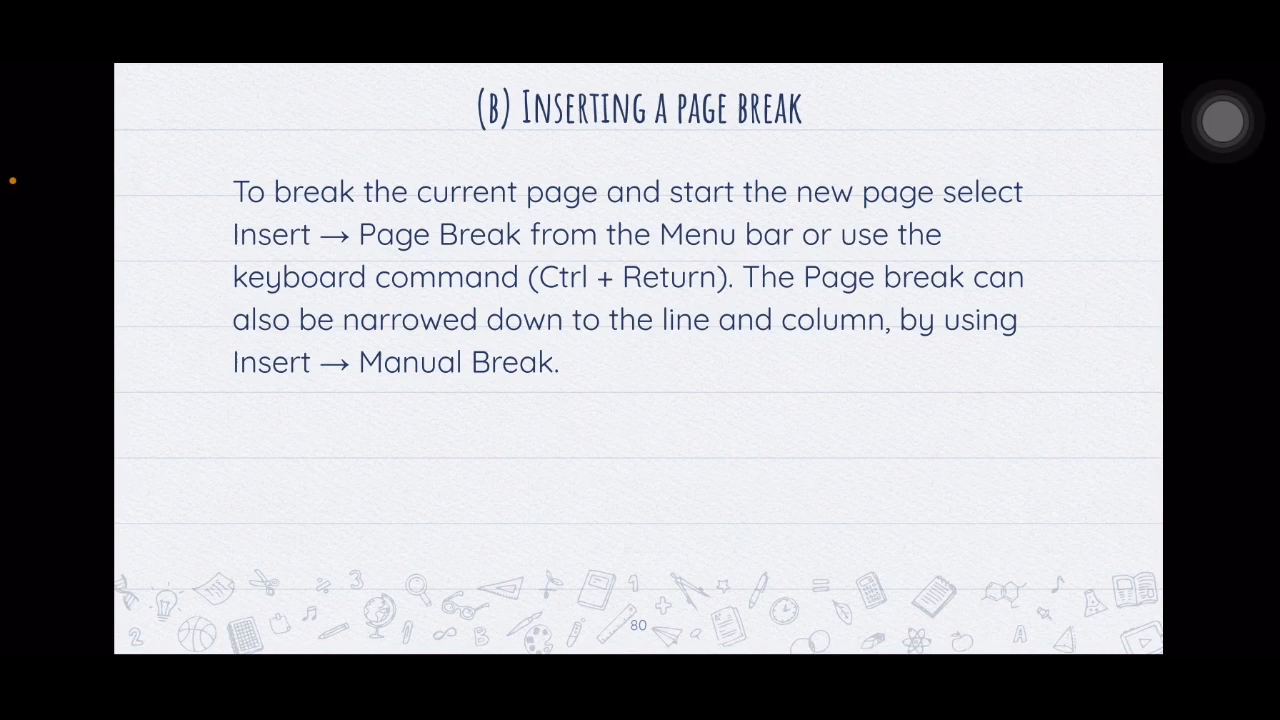 (B) Inserting a page break
To break the current page and start the new page select
Insert → Page Break from the Menu bar or use the
keyboard command (Ctrl + Return). The Page break can
also be narrowed down to the line and column, by using
Insert → Manual Break.
80